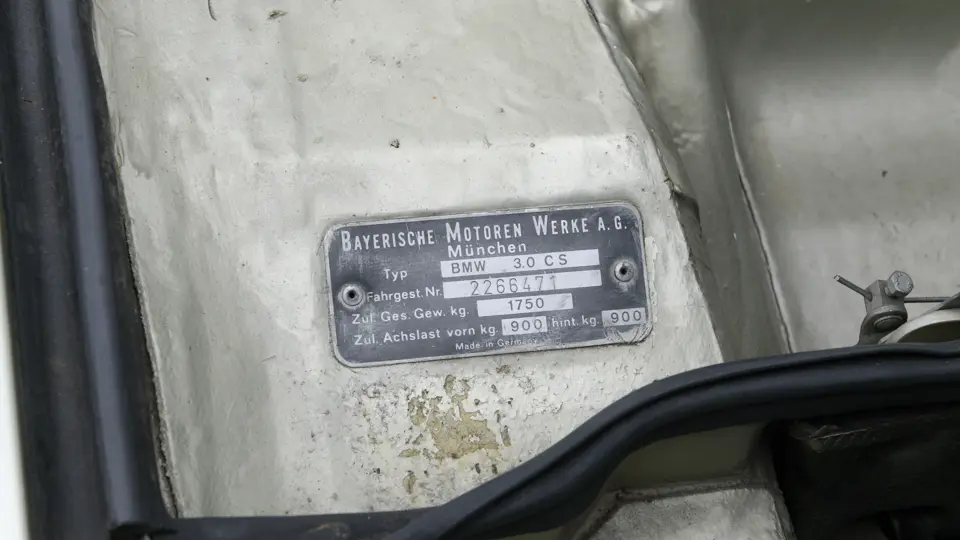 BAYERISCHE MOTOREN WERKE A.G.
München
Typ BMW 3.0 CS
Fahrgest. Nr. 2266471
Zul. Ges. Gew. kg. 1750
Zul. Achslast vorn kg. 900 hint. kg. 900
Made in Germany